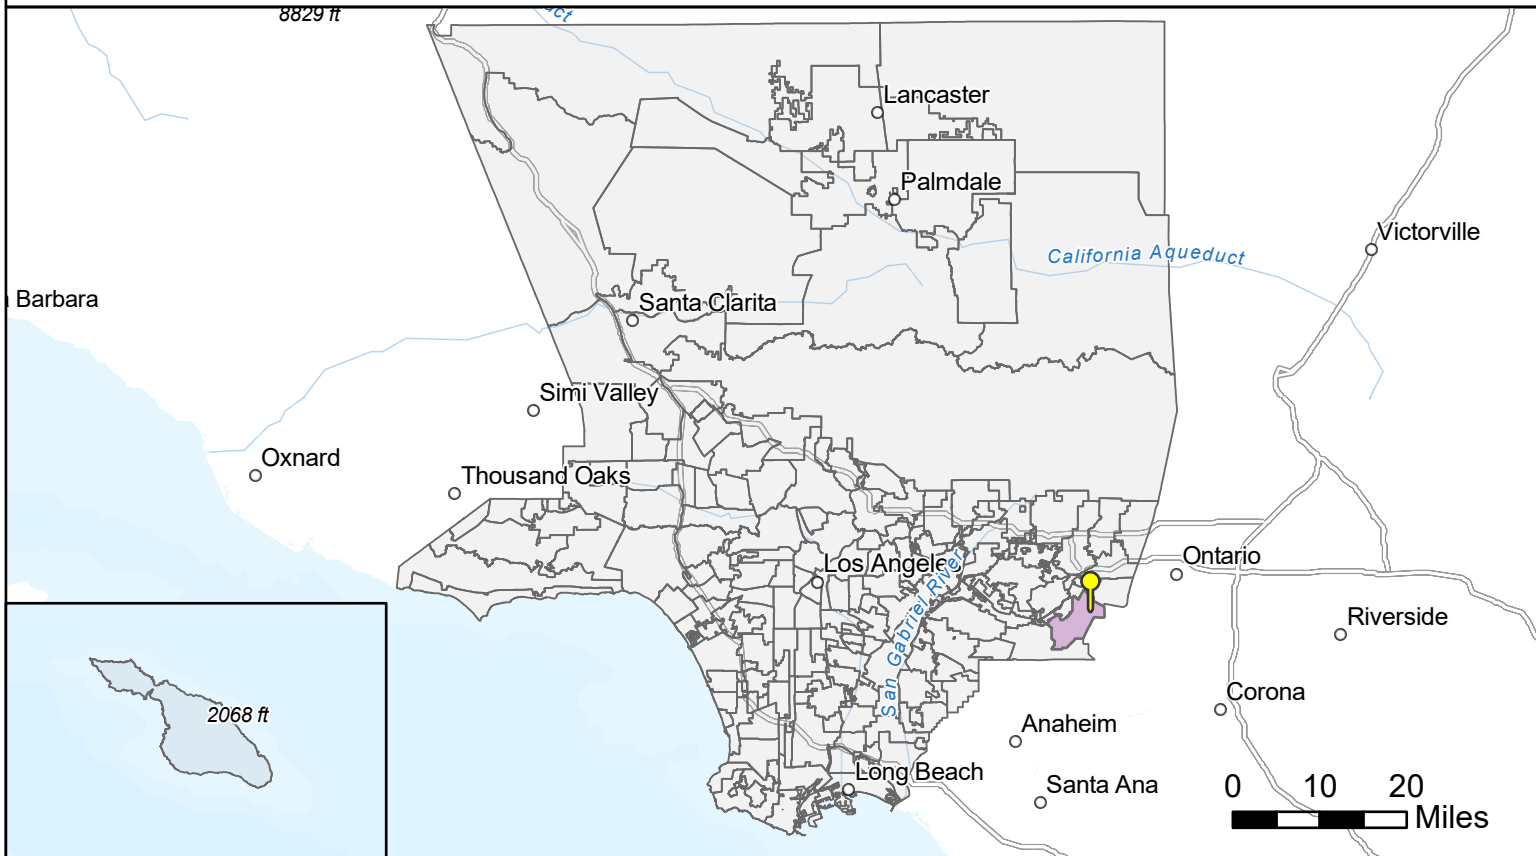 8829 ft
uct
Lancaster
Palmdale
Victorville
California Aqueduct
Barbara
Santa Clarita
Simi Valley
Oxnard
Thousand Oaks
Los Angeles
Ontario
San Gabriel River
Riverside
Corona
2068 ft
Anaheim
Long Beach
Santa Ana
0 10 20
Miles